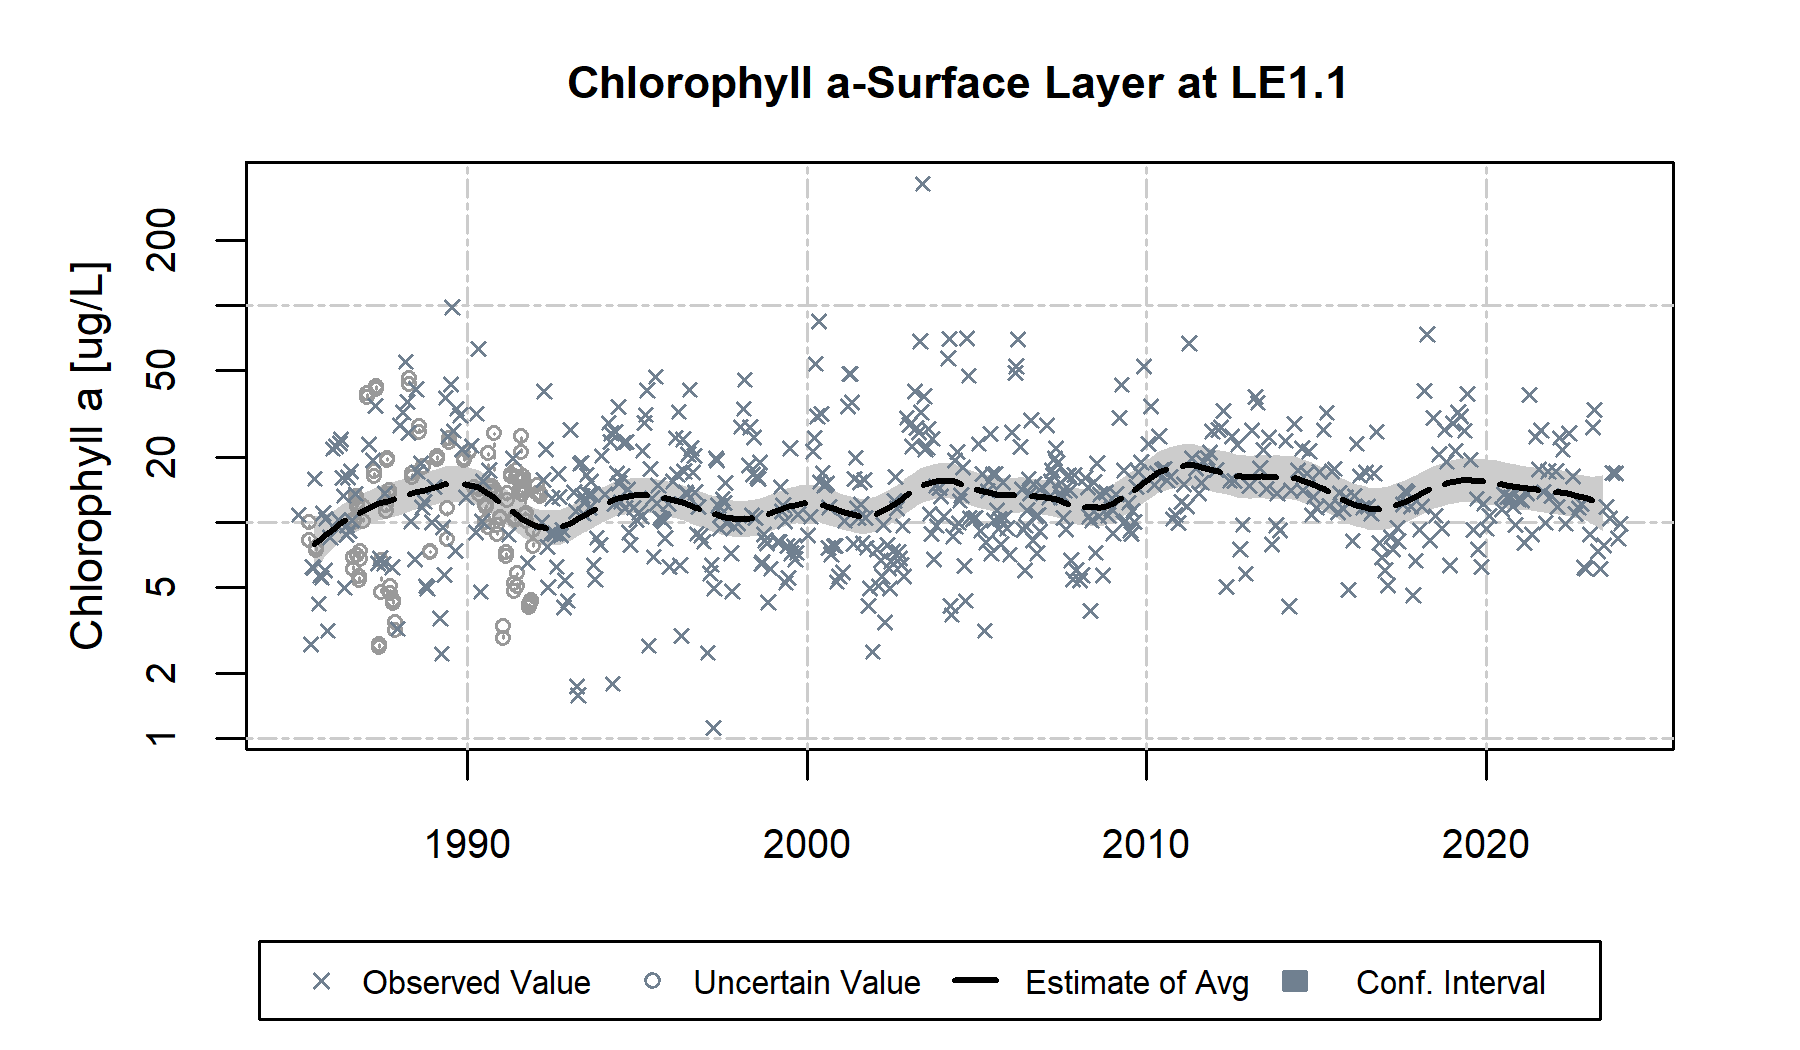 Chlorophyll a-Surface Layer at LE1.1
Chlorophyll a [ug/L]
200
50
20
5
2
1
1990 2000 2010 2020
Observed Value Uncertain Value Estimate of Avg Conf. Interval